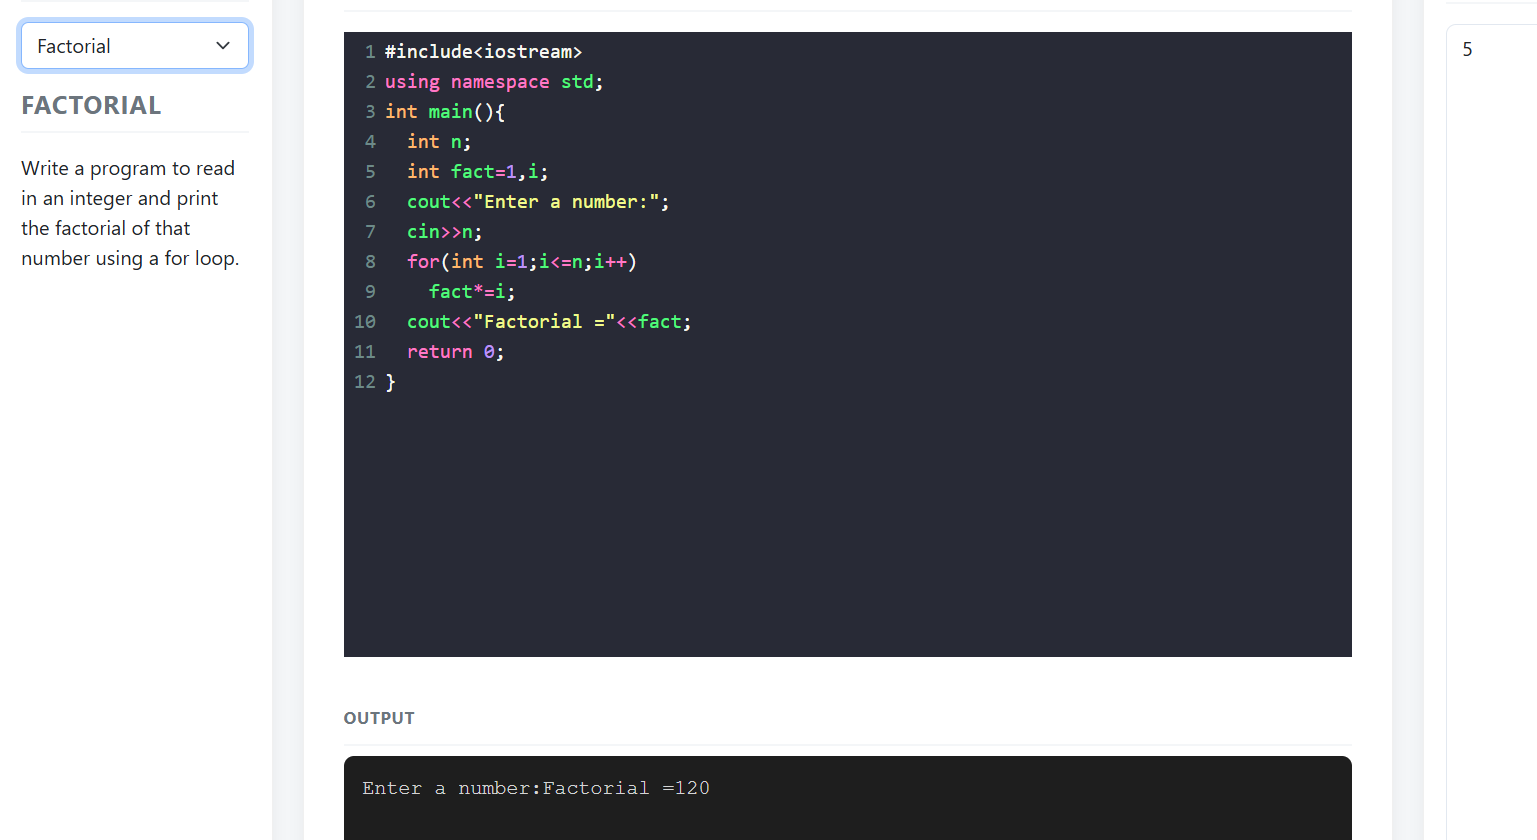 Factorial
FACTORIAL
Write a program to read
in an integer and print
the factorial of that
number using a for loop.
1 #include<iostream>
2 using namespace std;
3 int main(){
4   int n;
5   int fact=1,i;
6   cout<<"Enter a number:";
7   cin>>n;
8   for(int i=1;i<=n;i++)
9     fact*=i;
10   cout<<"Factorial ="<<fact;
11   return 0;
12 }
OUTPUT
Enter a number:Factorial =120
5